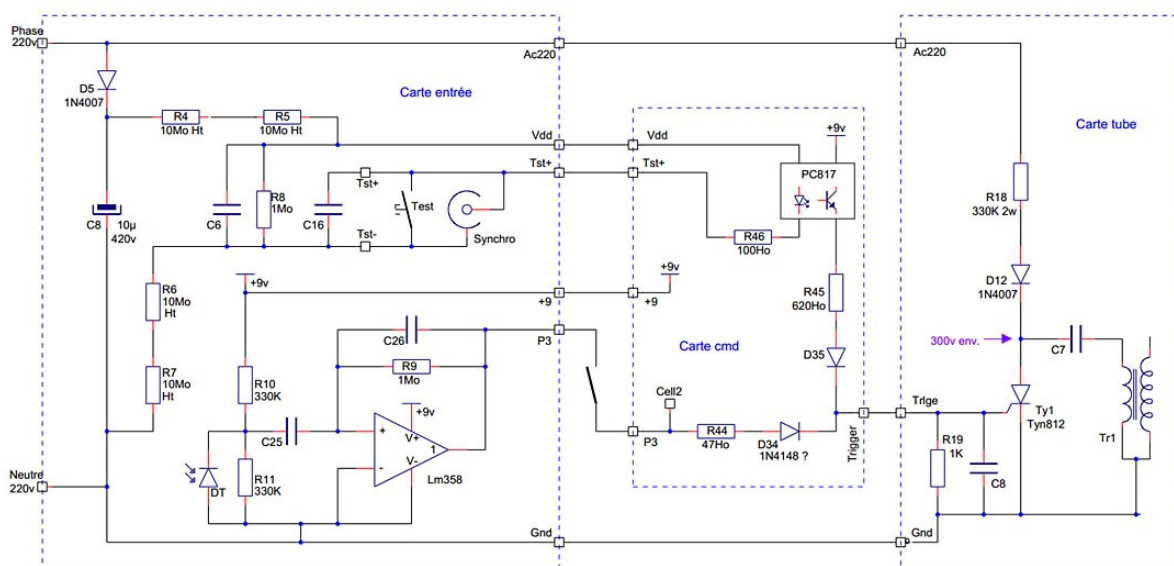 Phase
220v
Ac220
Ac220
D5
1N4007
Carte entrée
Carte tube
R4
10Mo Ht
R5
10Mo Ht
Vdd
Vdd
+9v
Tst+
Tst+
Tst+
PC817
R8
1Mo
Test
C8
10µ
420v
C6
C16
Tst-
Synchro
R46
100Ho
R18
330K 2w
+9v
+9v
R6
10Mo
Ht
+9
+9
R45
620Ho
D12
1N4007
C26
P3
Carte cmd
D35
300v env.
C7
R9
1Mo
R7
10Mo
Ht
R10
330K
+9v
Cell2
Trige
Ty1
Tyn812
C25
+
V+
1
-
V-
P3
R44
47Ho
D34
1N4148 ?
Trigger
Tr1
R19
1K
Neutre
220v
DT
R11
330K
Lm358
C8
Gnd
Gnd